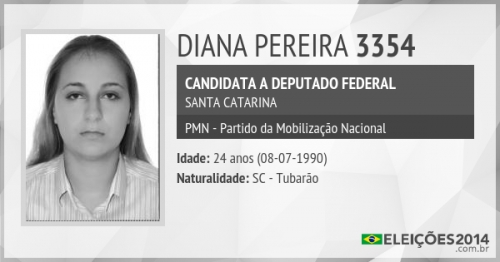 DIANA PEREIRA 3354
CANDIDATA A DEPUTADO FEDERAL
SANTA CATARINA
PMN - Partido da Mobilização Nacional
Idade: 24 anos (08-07-1990)
Naturalidade: SC - Tubarão
ELEIÇÕES2014
.com.br